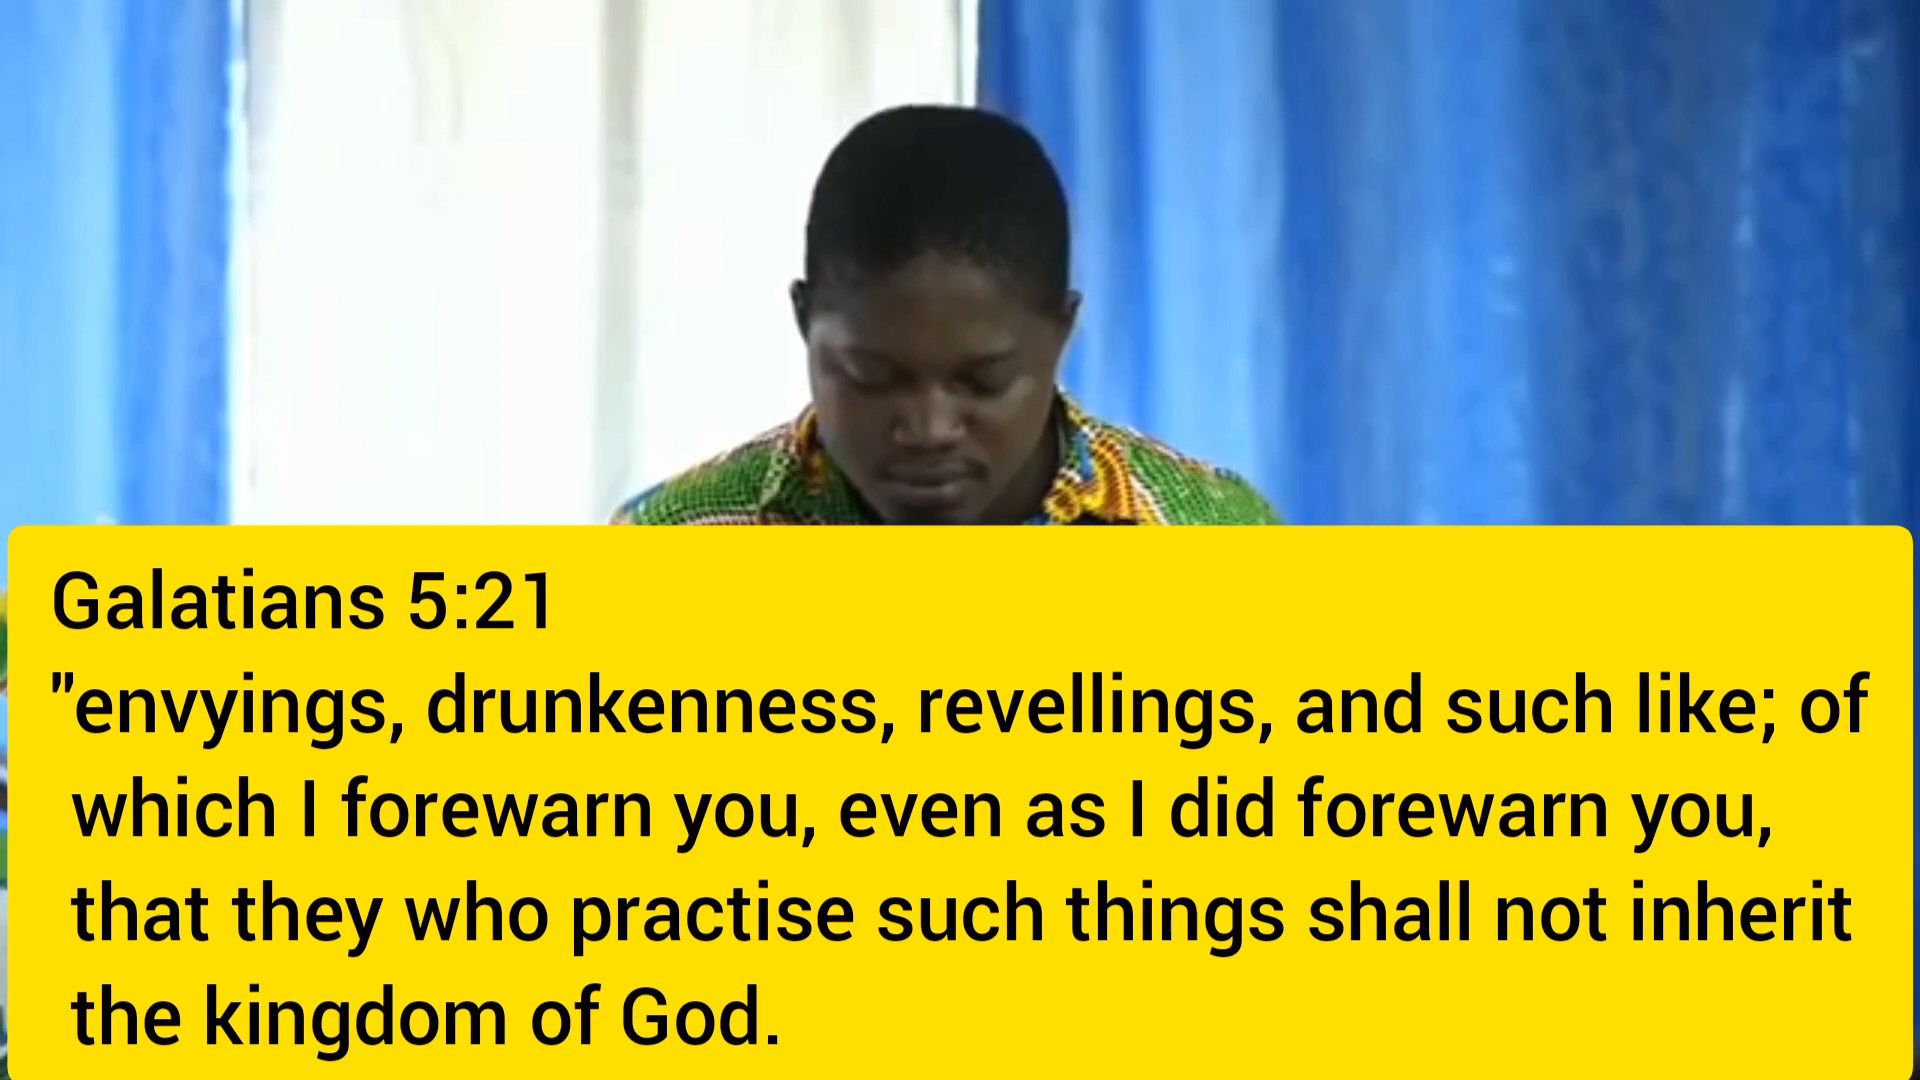 Galatians 5:21
"envyings, drunkenness, revellings, and such like; of
which I forewarn you, even as I did forewarn you,
that they who practise such things shall not inherit
the kingdom of God.